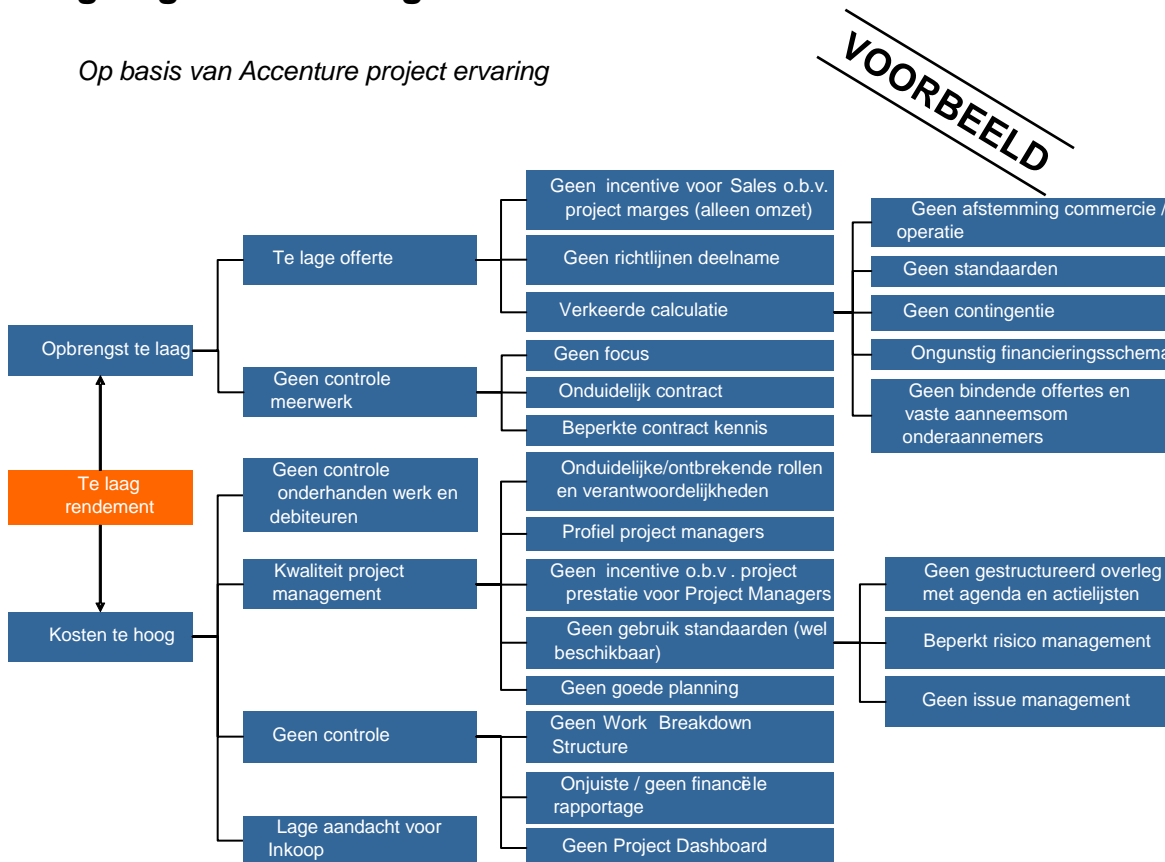 Op basis van Accenture project ervaring
VOORBEELD
Geen incentive voor Sales o.b.v.
project marges (alleen omzet)
Geen afstemming commercie /
operatie
Te lage offerte
Geen richtlijnen deelname
Geen standaarden
Verkeerde calculatie
Geen contingentie
Opbrengst te laag
Geen focus
Ongunstig financieringsschema
Geen controle
meerwerk
Onduidelijk contract
Geen bindende offertes en
vaste aanneemsom
onderaannemers
Beperkte contract kennis
Te laag
rendement
Geen controle
onderhanden werk en
debiteuren
Onduidelijke/ontbrekende rollen
en verantwoordelijkheden
Profiel project managers
Kwaliteit project
management
Geen incentive o.b.v. project
prestatie voor Project Managers
Geen gestructureerd overleg
met agenda en actielijsten
Kosten te hoog
Geen gebruik standaarden (wel
beschikbaar)
Beperkt risico management
Geen goede planning
Geen issue management
Geen controle
Geen Work Breakdown
Structure
Onjuiste / geen financiële
rapportage
Lage aandacht voor
Inkoop
Geen Project Dashboard